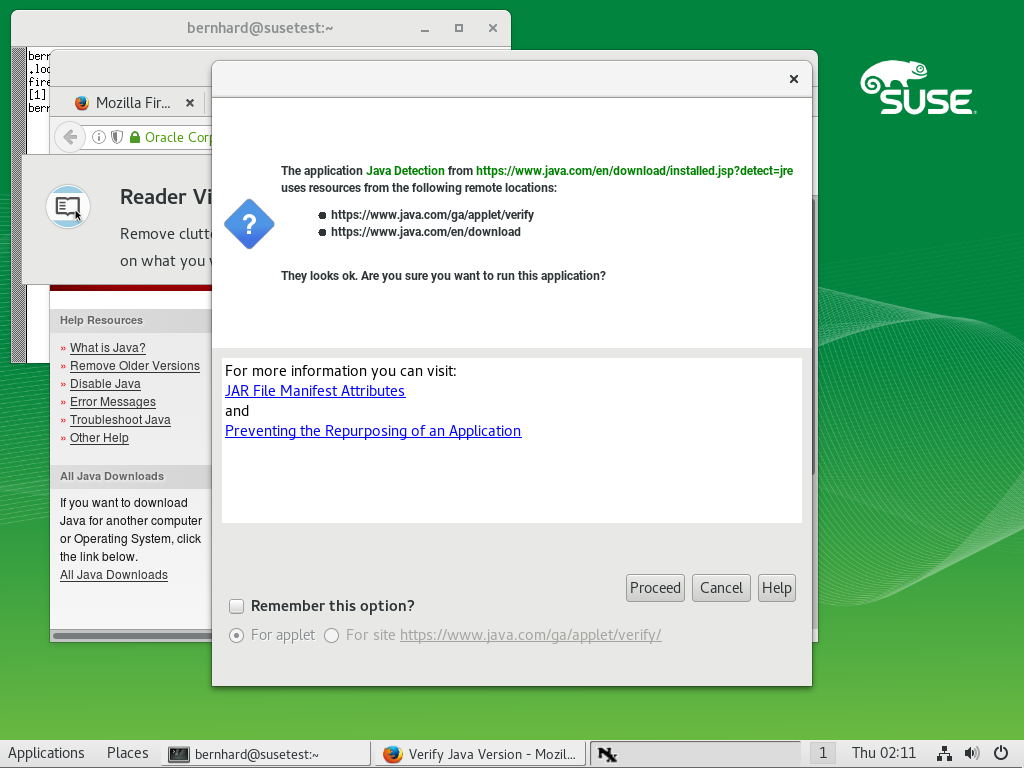 bernhard@susetest:~
bern
.loc
fire
[1]
bern
Mozilla Fir...
Oracle Corp
Reader Vi
Remove clutt
on what you
The application Java Detection from https://www.java.com/en/download/installed.jsp?detect=jre
uses resources from the following remote locations:
https://www.java.com/ga/applet/verify
https://www.java.com/en/download
They looks ok. Are you sure you want to run this application?
For more information you can visit:
JAR File Manifest Attributes
and
Preventing the Repurposing of an Application
Proceed Cancel Help
Remember this option?
For applet For site https://www.java.com/ga/applet/verify/
Help Resources
» What is Java?
» Remove Older Versions
» Disable Java
» Error Messages
» Troubleshoot Java
» Other Help
All Java Downloads
If you want to download
Java for another computer
or Operating System, click
the link below.
All Java Downloads
SUSE
Applications Places bernhard@susetest:~ Verify Java Version - Mozil... 1 Thu 02:11